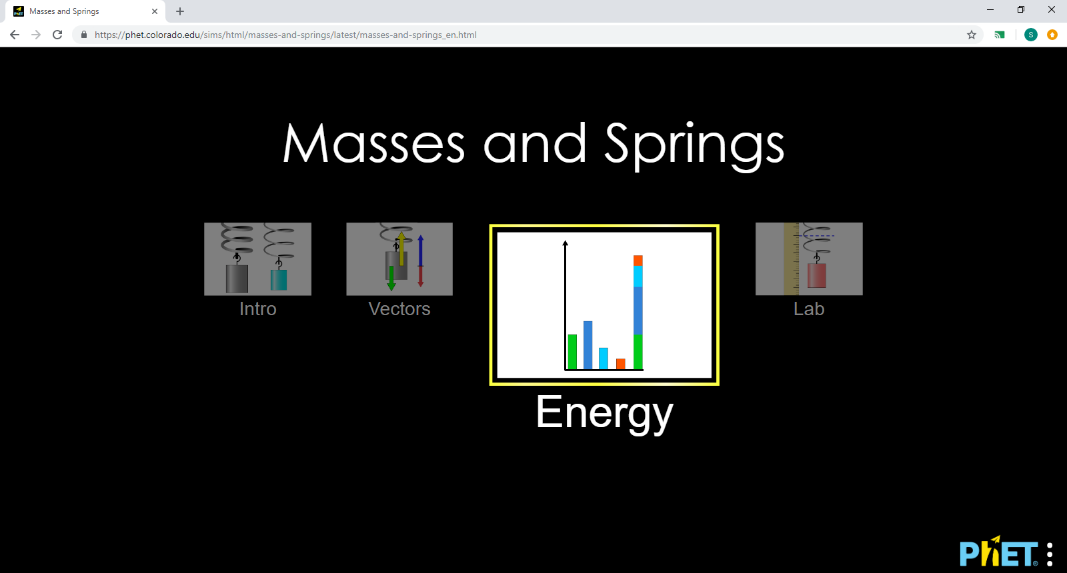 Masses and Springs
https://phet.colorado.edu/sims/html/masses-and-springs/latest/masses-and-springs_en.html
S
Masses and Springs
Intro
Vectors
Energy
Lab
PhET